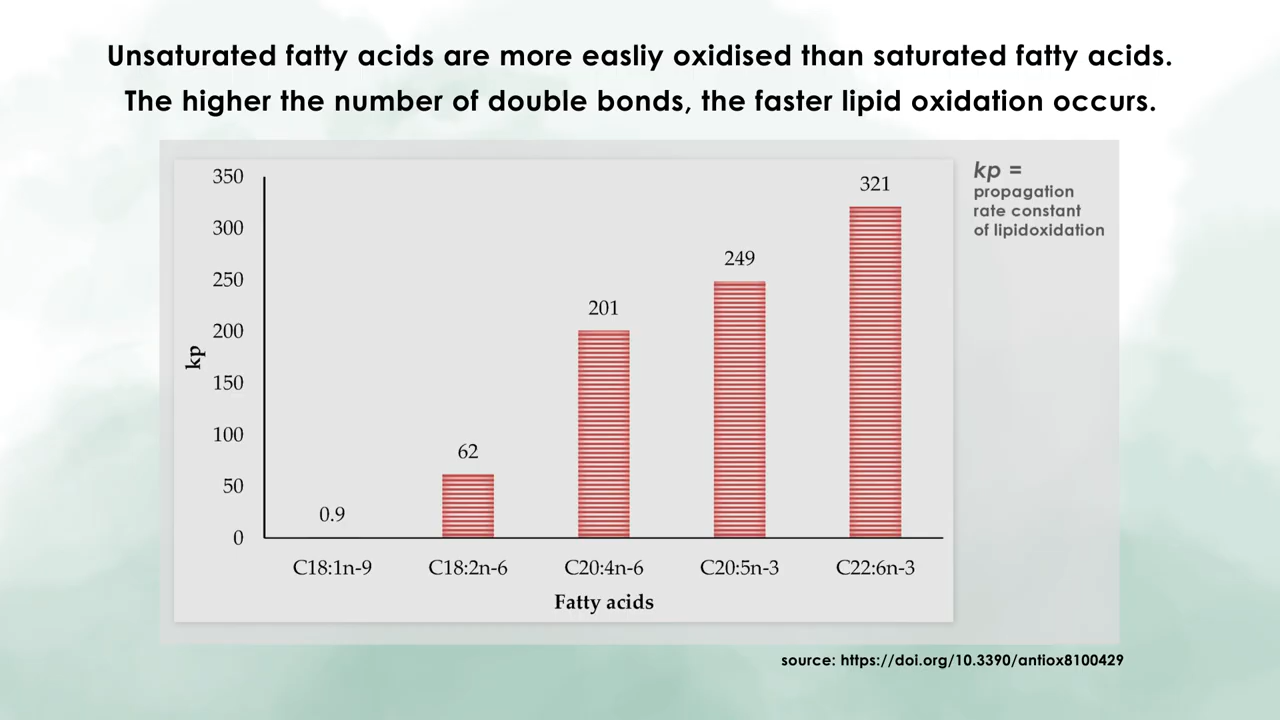 Unsaturated fatty acids are more easliy oxidised than saturated fatty acids.
The higher the number of double bonds, the faster lipid oxidation occurs.
kp =
propagation
rate constant
of lipidoxidation
350
300
250
200
150
100
50
0
kp
0.9
62
201
249
321
C18:1n-9
C18:2n-6
C20:4n-6
C20:5n-3
C22:6n-3
Fatty acids
source: https://doi.org/10.3390/antiox8100429